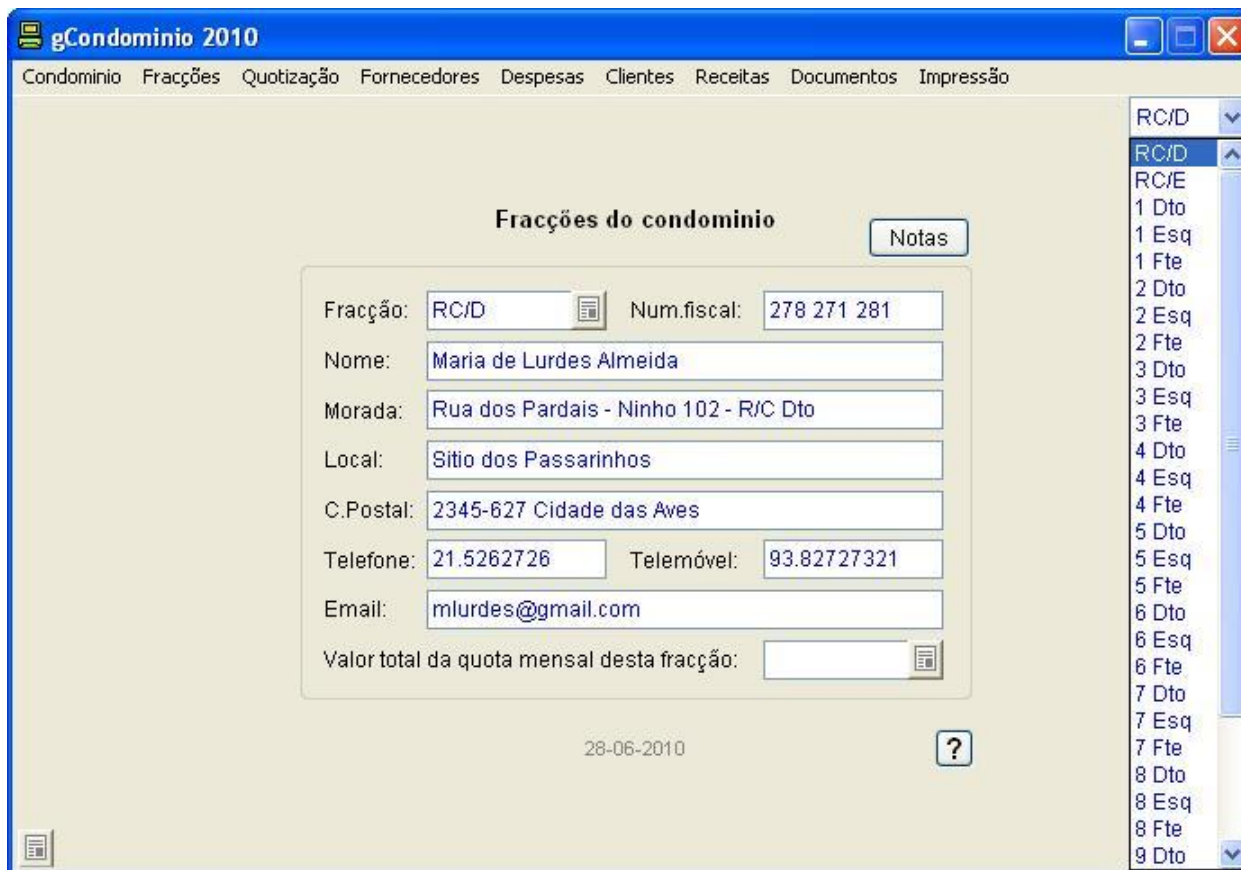 gCondominio 2010
Condominio Fracções Quotização Fornecedores Despesas Clientes Receitas Documentos Impressão
RC/D
Fracções do condominio
Notas
Fracção: RC/D Num.fiscal: 278 271 281
Nome: Maria de Lurdes Almeida
Morada: Rua dos Pardais - Ninho 102 - R/C Dto
Local: Sitio dos Passarinhos
C.Postal: 2345-627 Cidade das Aves
Telefone: 21.5262726 Telemóvel: 93.82727321
Email: mlurdes@gmail.com
Valor total da quota mensal desta fracção:
28-06-2010
?
RC/D
RC/E
1 Dto
1 Esq
1 Fte
2 Dto
2 Esq
2 Fte
3 Dto
3 Esq
3 Fte
4 Dto
4 Esq
4 Fte
5 Dto
5 Esq
5 Fte
6 Dto
6 Esq
6 Fte
7 Dto
7 Esq
7 Fte
8 Dto
8 Esq
8 Fte
9 Dto